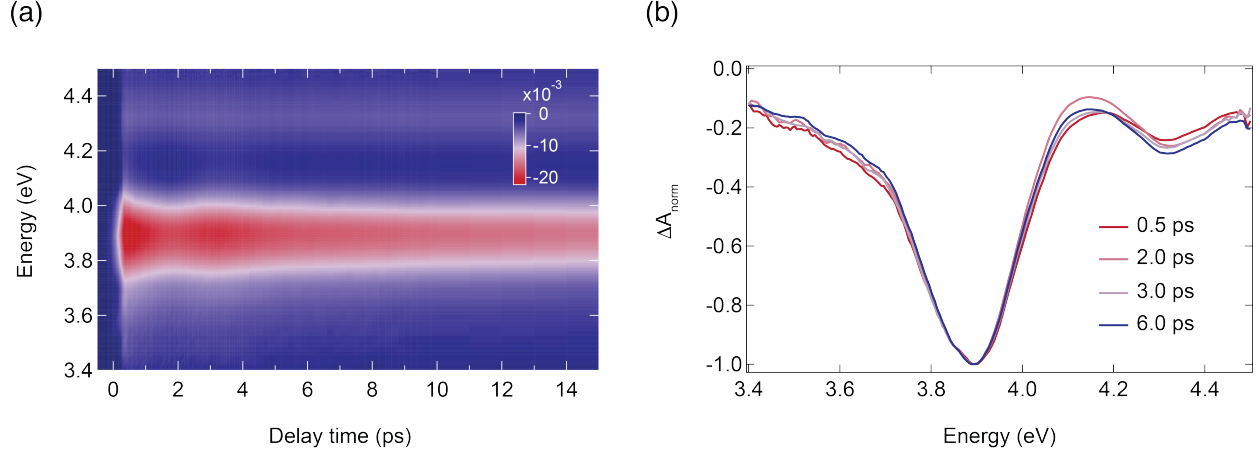 (a)
(b)
4.4
4.2
4.0
3.8
3.6
3.4
Energy (eV)
x10-3
0
-10
-20
0 2 4 6 8 10 12 14
Delay time (ps)
0.0
-0.2
-0.4
-0.6
-0.8
-1.0
ΔAnorm
0.5 ps
2.0 ps
3.0 ps
6.0 ps
3.4 3.6 3.8 4.0 4.2 4.4
Energy (eV)